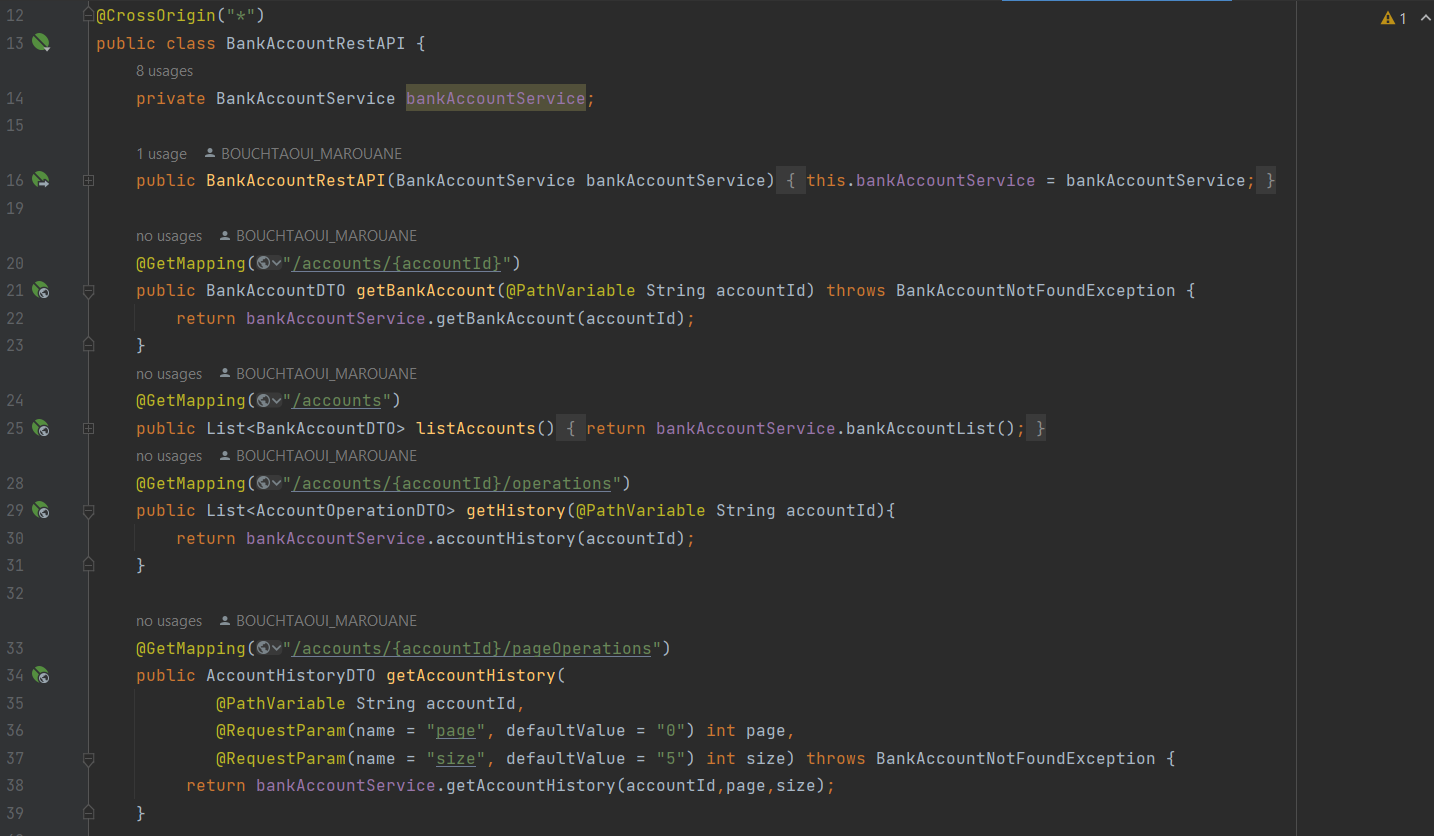 12 @CrossOrigin("*")
13 public class BankAccountRestAPI {
8 usages
14 private BankAccountService bankAccountService;
15
1 usage BOUCHTAOUI_MAROUANE
16 public BankAccountRestAPI(BankAccountService bankAccountService) { this.bankAccountService = bankAccountService; }
19
no usages BOUCHTAOUI_MAROUANE
20 @GetMapping("/accounts/{accountId}")
21 public BankAccountDTO getBankAccount(@PathVariable String accountId) throws BankAccountNotFoundException {
22 return bankAccountService.getBankAccount(accountId);
23 }
no usages BOUCHTAOUI_MAROUANE
24 @GetMapping("/accounts")
25 public List<BankAccountDTO> listAccounts() { return bankAccountService.bankAccountList(); }
no usages BOUCHTAOUI_MAROUANE
28 @GetMapping("/accounts/{accountId}/operations")
29 public List<AccountOperationDTO> getHistory(@PathVariable String accountId){
30 return bankAccountService.accountHistory(accountId);
31 }
32
no usages BOUCHTAOUI_MAROUANE
33 @GetMapping("/accounts/{accountId}/pageOperations")
34 public AccountHistoryDTO getAccountHistory(
35 @PathVariable String accountId,
36 @RequestParam(name = "page", defaultValue = "0") int page,
37 @RequestParam(name = "size", defaultValue = "5") int size) throws BankAccountNotFoundException {
38 return bankAccountService.getAccountHistory(accountId,page,size);
39 }
1